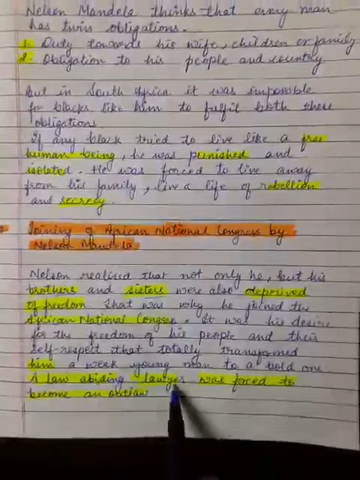 Nelson Mandela thinks that every man
has twin obligations.
1. Duty towards his wife, children or family
2. Obligation to his people and country
But in South Africa it was impossible
for blacks like him to fulfil both these
obligations
if any black tried to live like a free
human being, he was punished and
isolated. He was forced to live away
from his family, live a life of rebellion
and secrecy.
Joining of African National Congress by
Nelson Mandela.
Nelson realised that not only he, but his
brothers and sisters were also deprived
of freedom that was why he joined the
African National Congress. It was his desire
for the freedom of his people and their
self-respect that totally transformed
him a weak young man to a bold one
A law abiding lawyer was forced to
become an outlaw